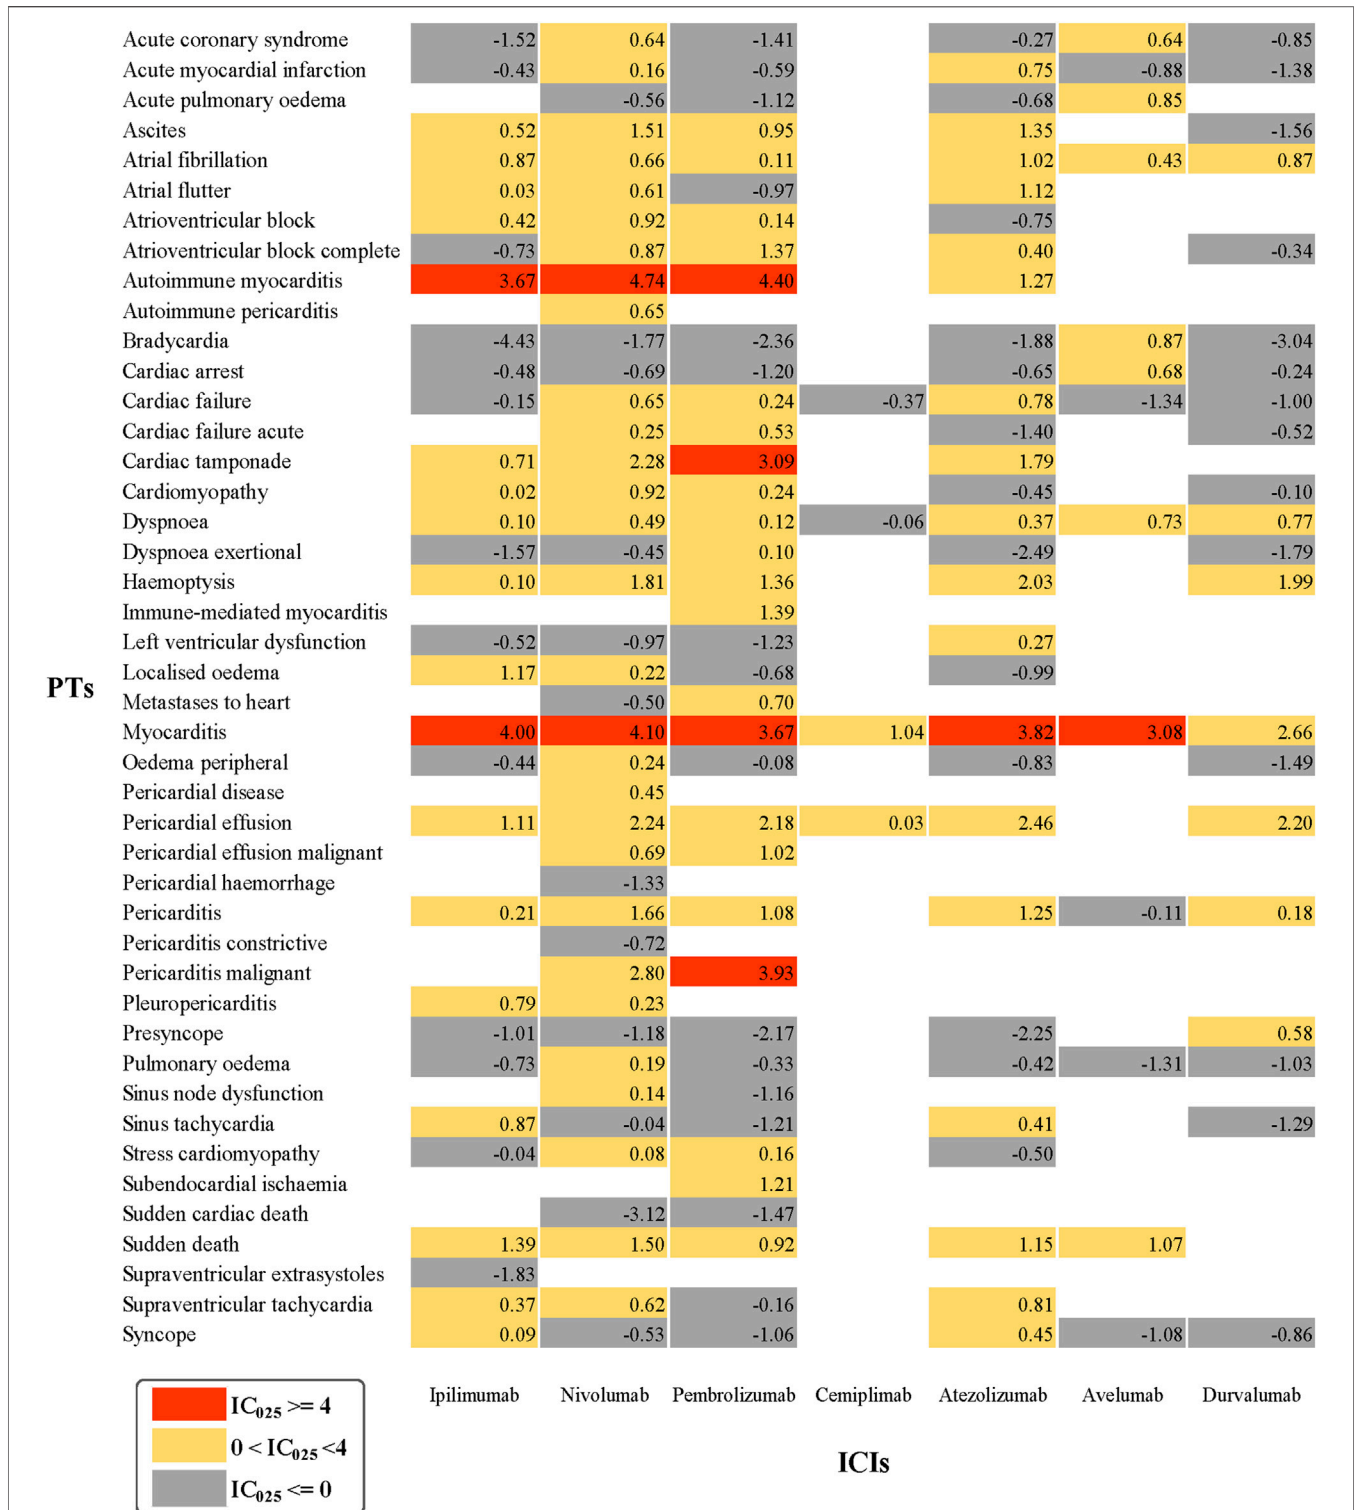 Acute coronary syndrome -1.52 0.64 -1.41 -0.27 0.64 -0.85
Acute myocardial infarction -0.43 0.16 -0.59 0.75 -0.88 -1.38
Acute pulmonary oedema -0.56 -1.12 -0.68 0.85
Ascites 0.52 1.51 0.95 1.35 -1.56
Atrial fibrillation 0.87 0.66 0.11 1.02 0.43 0.87
Atrial flutter 0.03 0.61 -0.97 1.12
Atrioventricular block 0.42 0.92 0.14 -0.75
Atrioventricular block complete -0.73 0.87 1.37 0.40 -0.34
Autoimmune myocarditis 3.67 4.74 4.40 1.27
Autoimmune pericarditis 0.65
Bradycardia -4.43 -1.77 -2.36 -1.88 0.87 -3.04
Cardiac arrest -0.48 -0.69 -1.20 -0.65 0.68 -0.24
Cardiac failure -0.15 0.65 0.24 -0.37 0.78 -1.34 -1.00
Cardiac failure acute 0.25 0.53 -1.40 -0.52
Cardiac tamponade 0.71 2.28 3.09 1.79
Cardiomyopathy 0.02 0.92 0.24 -0.45 -0.10
Dyspnoea 0.10 0.49 0.12 -0.06 0.37 0.73 0.77
Dyspnoea exertional -1.57 -0.45 0.10 -2.49 -1.79
Haemoptysis 0.10 1.81 1.36 2.03 1.99
Immune-mediated myocarditis 1.39
Left ventricular dysfunction -0.52 -0.97 -1.23 0.27
Localised oedema 1.17 0.22 -0.68 -0.99
PTs
Metastases to heart -0.50 0.70
Myocarditis 4.00 4.10 3.67 1.04 3.82 3.08 2.66
Oedema peripheral -0.44 0.24 -0.08 -0.83 -1.49
Pericardial disease 0.45
Pericardial effusion 1.11 2.24 2.18 0.03 2.46 2.20
Pericardial effusion malignant 0.69 1.02
Pericardial haemorrhage -1.33
Pericarditis 0.21 1.66 1.08 1.25 -0.11 0.18
Pericarditis constrictive -0.72
Pericarditis malignant 2.80 3.93
Pleuropericarditis 0.79 0.23
Presyncope -1.01 -1.18 -2.17 -2.25 0.58
Pulmonary oedema -0.73 0.19 -0.33 -0.42 -1.31 -1.03
Sinus node dysfunction 0.14 -1.16
Sinus tachycardia 0.87 -0.04 -1.21 0.41 -1.29
Stress cardiomyopathy -0.04 0.08 0.16 -0.50
Subendocardial ischaemia 1.21
Sudden cardiac death -3.12 -1.47
Sudden death 1.39 1.50 0.92 1.15 1.07
Supraventricular extrasystoles -1.83
Supraventricular tachycardia 0.37 0.62 -0.16 0.81
Syncope 0.09 -0.53 -1.06 0.45 -1.08 -0.86
Ipilimumab Nivolumab Pembrolizumab Cemiplimab Atezolizumab Avelumab Durvalumab
IC₀₂₅ >= 4
0 < IC₀₂₅ <4
IC₀₂₅ <= 0
ICIs